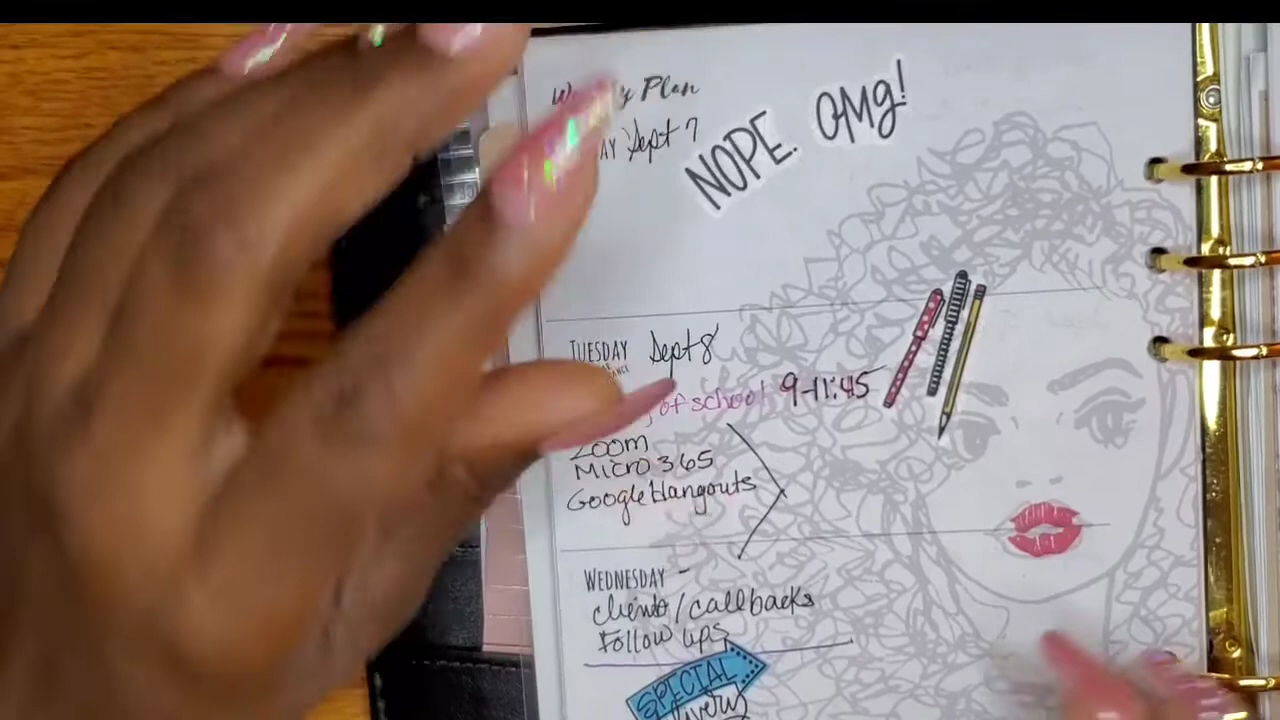 Plan
NOPE. OMG!
AY Sept 7
TUESDAY Sept 8
of school 9-11:45
Zoom
Micro 365
Google Hangouts
WEDNESDAY -
clients/callbacks
Follow ups
SPECIAL